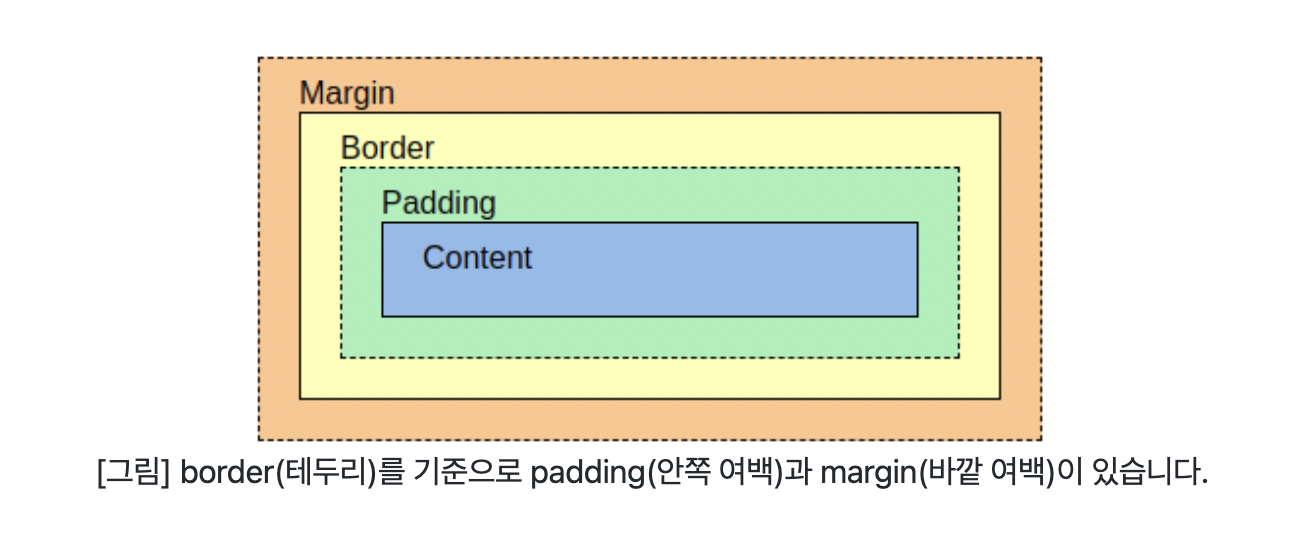 Margin
Border
Padding
Content
[그림] border(테두리)를 기준으로 padding(안쪽 여백)과 margin(바깥 여백)이 있습니다.